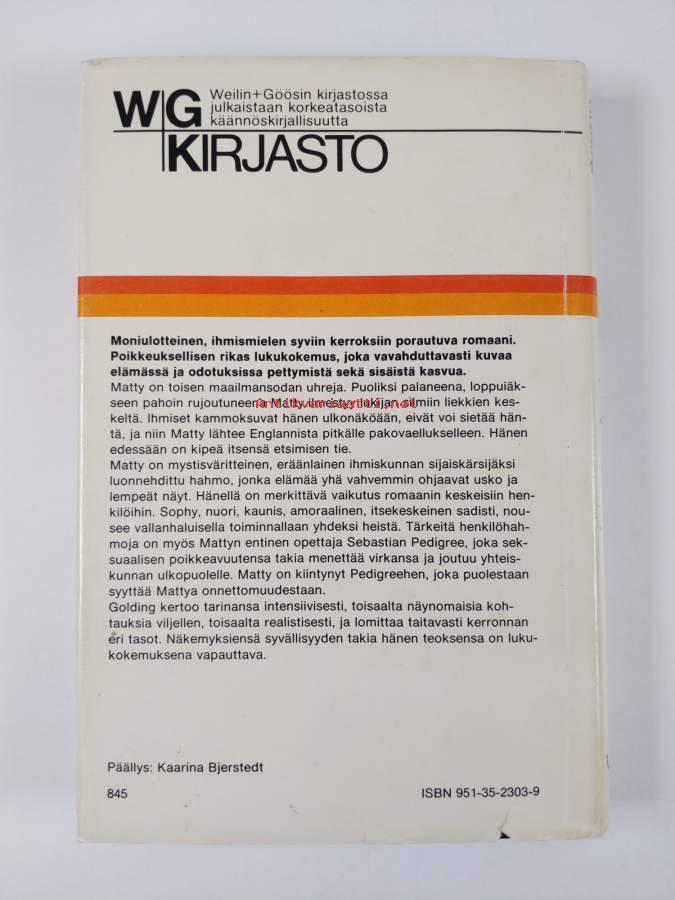 WG
KIRJASTO
Weilin+Göösin kirjastossa
julkaistaan korkeatasoista
käännöskirjallisuutta
Moniulotteinen, ihmismielen syviin kerroksiin porautuva romaani.
Poikkeuksellisen rikas lukukokemus, joka vavahduttavasti kuvaa
elämässä ja odotuksissa pettymistä sekä sisäistä kasvua.
Matty on toisen maailmansodan uhreja. Puoliksi palaneena, loppuiäk-
seen pahoin rujoutuneena Matty ilmestyy lukijan silmiin liekkien kes-
keltä. Ihmiset kammoksuvat hänen ulkonäköään, eivät voi sietää hän-
tä, ja niin Matty lähtee Englannista pitkälle pakovaellukselleen. Hänen
edessään on kipeä itsensä etsimisen tie.
Matty on mystisväritteinen, eräänlainen ihmiskunnan sijaiskärsijäksi
luonnehdittu hahmo, jonka elämää yhä vahvemmin ohjaavat usko ja
lempeät näyt. Hänellä on merkittävä vaikutus romaanin keskeisiin hen-
kilöihin. Sophy, nuori, kaunis, amoraalinen, itsekeskeinen sadisti, nou-
see vallanhaluisella toiminnallaan yhdeksi heistä. Tärkeitä henkilöhah-
moja on myös Mattyn entinen opettaja Sebastian Pedigree, joka sek-
suaalisen poikkeavuutensa takia menettää virkansa ja joutuu yhteis-
kunnan ulkopuolelle. Matty on kiintynyt Pedigreehen, joka puolestaan
syyttää Mattya onnettomuudestaan.
Golding kertoo tarinansa intensiivisesti, toisaalta näynomaisia koh-
tauksia viljellen, toisaalta realistisesti, ja lomittaa taitavasti kerronnan
eri tasot. Näkemyksiensä syvällisyyden takia hänen teoksensa on luku-
kokemuksena vapauttava.
Päällys: Kaarina Bjerstedt
845 ISBN 951-35-2303-9